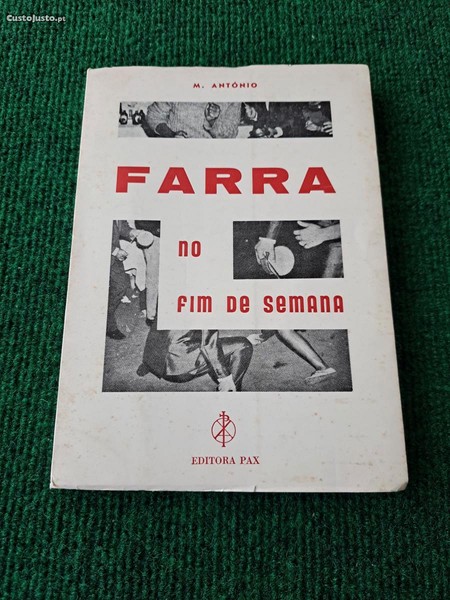 CustoJusto.pt
M. ANTÓNIO
FARRA
NO
FIM DE SEMANA
EDITORA PAX